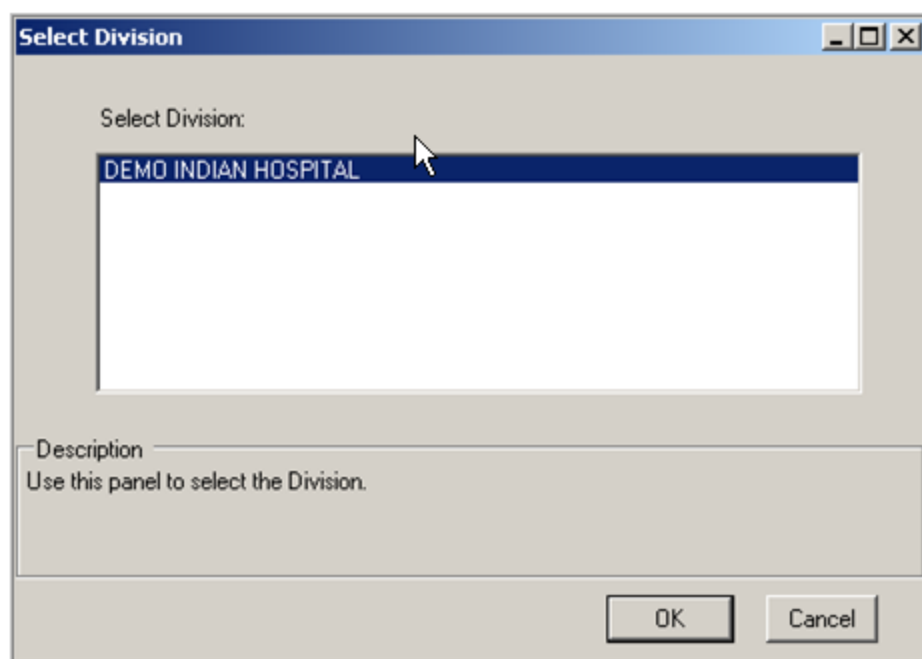 Select Division
Select Division:
DEMO INDIAN HOSPITAL
Description
Use this panel to select the Division.
OK
Cancel